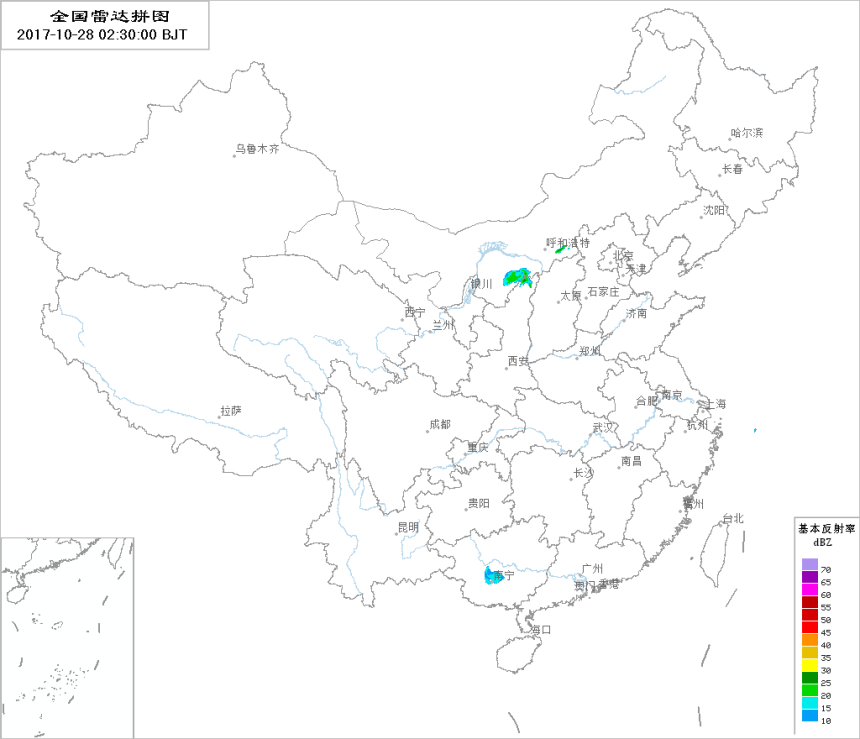 全国雷达拼图
2017-10-28 02:30:00 BJT
哈尔滨
乌鲁木齐
长春
沈阳
呼和浩特
北京
天津
银川
太原
石家庄
西宁
济南
兰州
郑州
西安
南京
合肥
上海
拉萨
成都
武汉
杭州
重庆
南昌
长沙
贵阳
福州
台北
昆明
南宁
广州
澳门
香港
海口
基本反射率
dBZ
70
65
60
55
50
45
40
35
30
25
20
15
10